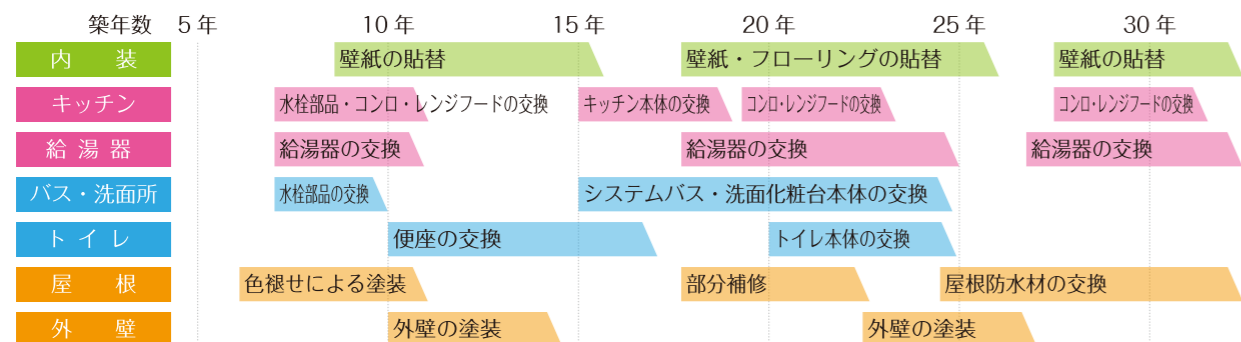 築年数 5年 10年 15年 20年 25年 30年
内装 壁紙の貼替 壁紙・フローリングの貼替 壁紙の貼替
キッチン 水栓部品・コンロ・レンジフードの交換 キッチン本体の交換 コンロ・レンジフードの交換 コンロ・レンジフードの交換
給湯器 給湯器の交換 給湯器の交換 給湯器の交換
バス・洗面所 水栓部品の交換 システムバス・洗面化粧台本体の交換
トイレ 便座の交換 トイレ本体の交換
屋根 色褪せによる塗装 部分補修 屋根防水材の交換
外壁 外壁の塗装 外壁の塗装